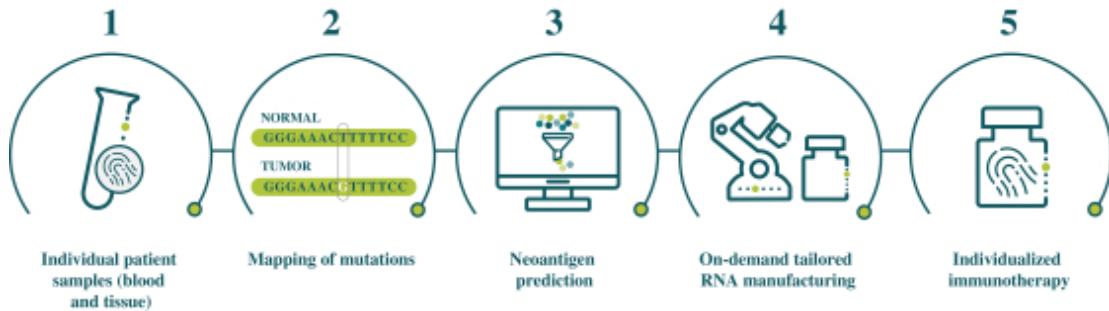 1
2
3
4
5
NORMAL
GGGAAACTTTTTCC
TUMOR
GGGAAACGTTTTCC
Individual patient
samples (blood
and tissue)
Mapping of mutations
Neoantigen
prediction
On-demand tailored
RNA manufacturing
Individualized
immunotherapy